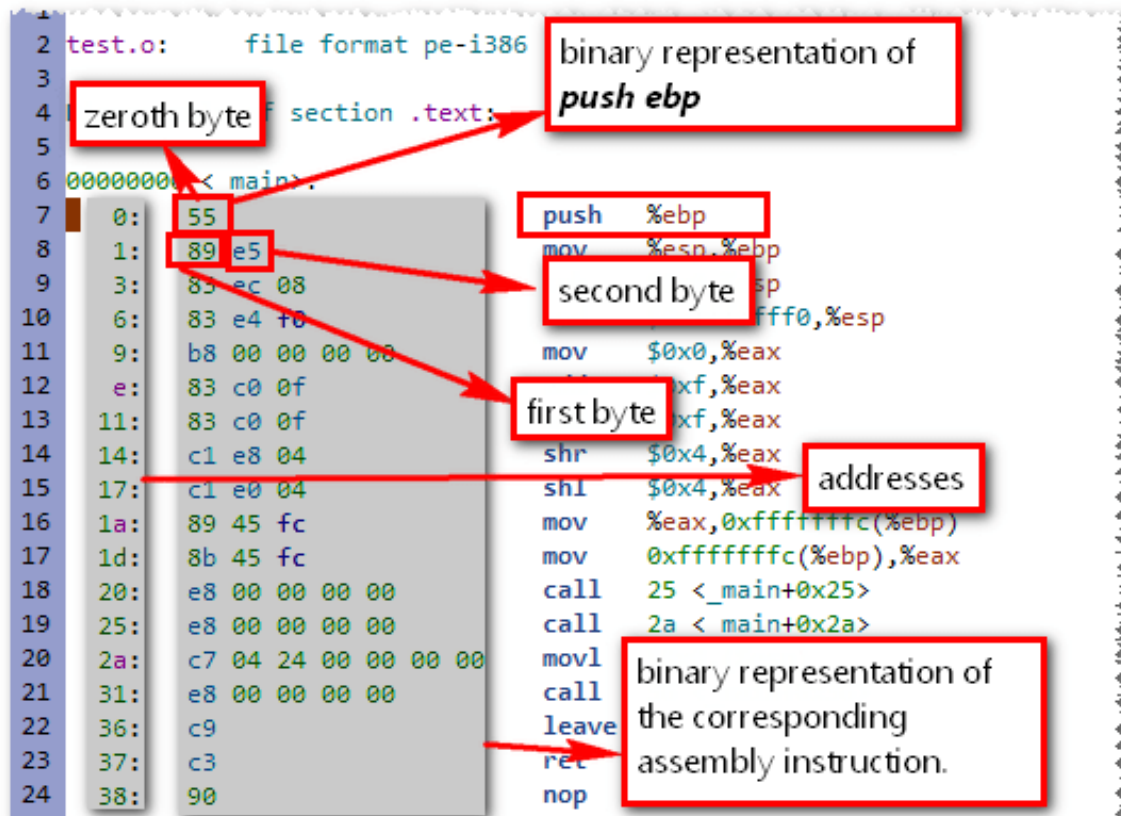 2 test.o:     file format pe-i386
binary representation of
push ebp
3
4 f section .text:
zeroth byte
5
6 00000000 < main>:
7 0: 55 push %ebp
8 1: 89 e5 mov %esp,%ebp
second byte
9 3: 83 ec 08 sp
10 6: 83 e4 f0 fff0,%esp
11 9: b8 00 00 00 00 mov $0x0,%eax
12 e: 83 c0 0f 0xf,%eax
first byte
13 11: 83 c0 0f xf,%eax
14 14: c1 e8 04 shr $0x4,%eax
addresses
15 17: c1 e0 04 shl $0x4,%eax
16 1a: 89 45 fc mov %eax,0xfffffffc(%ebp)
17 1d: 8b 45 fc mov 0xfffffffc(%ebp),%eax
18 20: e8 00 00 00 00 call 25 <_main+0x25>
19 25: e8 00 00 00 00 call 2a <_main+0x2a>
20 2a: c7 04 24 00 00 00 00 movl
binary representation of
the corresponding
assembly instruction.
21 31: e8 00 00 00 00 call
22 36: c9 leave
23 37: c3 ret
24 38: 90 nop